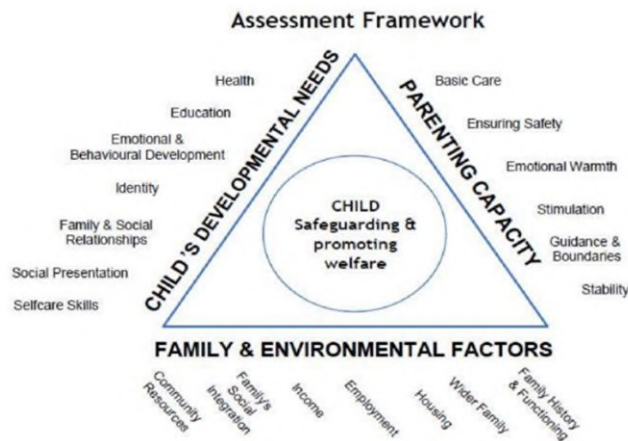 Assessment Framework
CHILD'S DEVELOPMENTAL NEEDS
Health
Education
Emotional &
Behavioural Development
Identity
Family & Social
Relationships
Social Presentation
Selfcare Skills
PARENTING CAPACITY
Basic Care
Ensuring Safety
Emotional Warmth
Stimulation
Guidance &
Boundaries
Stability
CHILD
Safeguarding &
promoting
welfare
FAMILY & ENVIRONMENTAL FACTORS
Community
Resources
Family's
Social
Integration
Income
Employment
Housing
Wider Family
Family History
& Functioning